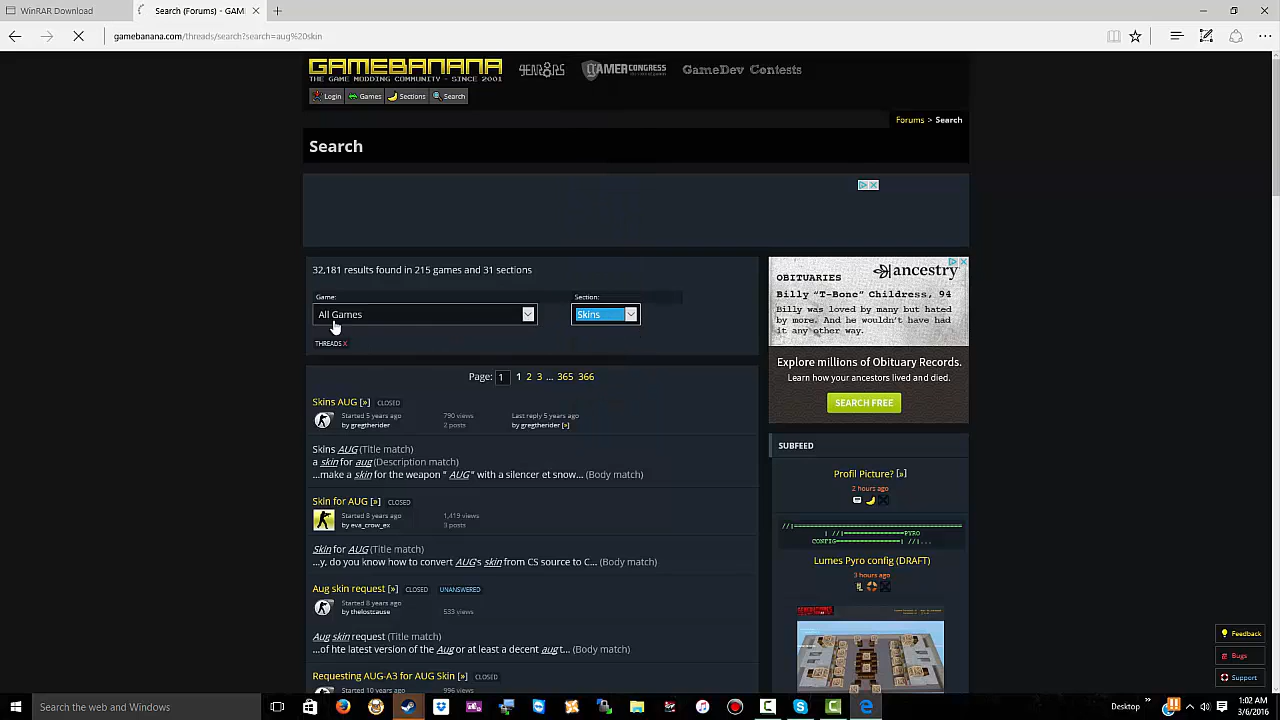 WinRAR Download
Search (Forums) - GAM
gamebanana.com/threads/search?search=aug%20skin
GAMEBANANA
THE GAME MODDING COMMUNITY - SINCE 2001
GAMER CONGRESS
GameDev Contests
Login
Games
Sections
Search
Forums > Search
Search
32,181 results found in 215 games and 31 sections
Game:
Section:
All Games
Skins
THREADS X
Page: 1 1 2 3 ... 365 366
Skins AUG [»] CLOSED
Started 5 years ago
by gregtherider
790 views
2 posts
Last reply 5 years ago
by gregtherider [»]
Skins AUG (Title match)
a skin for aug (Description match)
...make a skin for the weapon " AUG" with a silencer et snow... (Body match)
Skin for AUG [»] CLOSED
Started 8 years ago
by eva_crow_ex
1,419 views
3 posts
Skin for AUG (Title match)
...y, do you know how to convert AUG's skin from CS source to C... (Body match)
Aug skin request [»] CLOSED UNANSWERED
Started 8 years ago
by thelostcause
533 views
Aug skin request (Title match)
...of hte latest version of the Aug or at least a decent aug t... (Body match)
Requesting AUG-A3 for AUG Skin [»] CLOSED
Started 10 years ago
996 views
OBITUARIES
ancestry
Billy "T-Bone" Childress, 94
Billy was loved by many but hated
by more. And he wouldn't have had
it any other way.
Explore millions of Obituary Records.
Learn how your ancestors lived and died.
SEARCH FREE
SUBFEED
Profil Picture? [»]
2 hours ago
Lumes Pyro config (DRAFT)
3 hours ago
Feedback
Bugs
Support
Search the web and Windows
Desktop
1:02 AM
3/6/2016